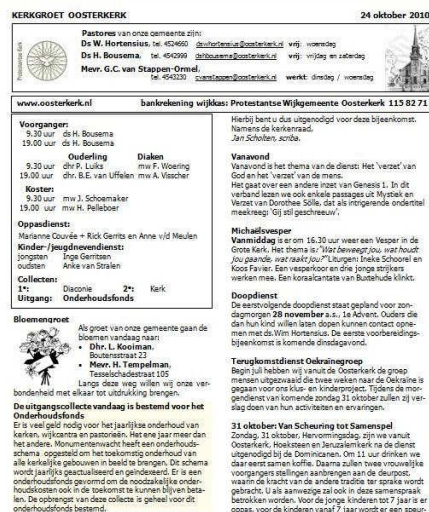 KERKGROET OOSTERKERK 24 oktober 2010
Pastores van onze gemeente zijn:
Ds W. Hortensius, tel. 4524660 dswhortensius@oosterkerk.nl vrij: woensdag
Ds H. Bousema, tel. 4542999 dshbousema@oosterkerk.nl vrij: vrijdag en zaterdag
Mevr. G.C. van Stappen-Ormel,
tel. 4543230 cvanstappen@oosterkerk.nl werkt: dinsdag / woensdag
Protestantse Kerk
www.oosterkerk.nl bankrekening wijkkas: Protestantse Wijkgemeente Oosterkerk 115 82 71
Voorganger:
9.30 uur ds H. Bousema
19.00 uur ds H. Bousema
Ouderling Diaken
9.30 uur dhr P. Luiks mw F. Woering
19.00 uur dhr. B.E. van Uffelen mw A. Visscher
Koster:
9.30 uur mw J. Schoemaker
19.00 uur mw H. Pelleboer
Oppasdienst:
Marianne Couvée + Rick Gerrits en Anne v/d Meulen
Kinder-/jeugdnevendienst:
jongsten Inge Gerritsen
oudsten Anke van Stralen
Collecten:
1e: Diaconie 2e: Kerk
Uitgang: Onderhoudsfonds
Bloemengroet
Als groet van onze gemeente gaan de
bloemen vandaag naar:
• Dhr. L. Kooiman,
Boutensstraat 23
• Mevr. H. Tempelman,
Tesselschadestraat 105
Langs deze weg willen wij onze ver-
bondenheid met elkaar tot uitdrukking brengen.
De uitgangscollecte vandaag is bestemd voor het
Onderhoudsfonds
Er is veel geld nodig voor het jaarlijkse onderhoud van
kerken, wijkcentra en pastorieën. Het ene jaar meer dan
het andere. Monumentenwacht heeft een onderhouds-
schema opgesteld om het toekomstig onderhoud van
alle kerkelijke gebouwen in beeld te brengen. Dit schema
wordt jaarlijks geactualiseerd en geïndexeerd. Er is een
onderhoudsfonds gevormd om de noodzakelijke onder-
houdskosten ook in de toekomst te kunnen blijven beta-
len. De opbrengst van deze collecte is geheel voor dit
onderhoudsfonds bestemd.
Hierbij bent u dus uitgenodigd voor deze bijeenkomst.
Namens de kerkenraad,
Jan Scholten, scriba.
Vanavond
Vanavond is het thema van de dienst: Het 'verzet' van
God en het 'verzet' van de mens.
Het gaat over een andere inzet van Genesis 1. In dit
verband lezen we ook enkele passages uit Mystiek en
Verzet van Dorothee Sölle, dat als intrigerende ondertitel
meekreeg: 'Gij stil geschreeuw'.
Michaëlsvesper
Vanmiddag is er om 16.30 uur weer een Vesper in de
Grote Kerk. Het thema is: "Wat beweegt jou, wat houdt
jou gaande, wat raakt jou?" Liturgen: Ineke Schoorel en
Koos Favier. Een vesperkoor en drie jonge strijkers
werken mee. Een koraalcantate van Buxtehude klinkt.
Doopdienst
De eerstvolgende doopdienst staat gepland voor zon-
dagmorgen 28 november a.s., 1e Advent. Ouders die
dan hun kind willen laten dopen kunnen contact opne-
men met ds.Wim Hortensius. De eerste voorbereidings-
bijeenkomst is komende dinsdagavond.
Terugkomstdienst Oekraïnegroep
Begin juli hebben wij vanuit de Oosterkerk de groep
mensen uitgezwaaid die twee weken naar de Oekraïne is
gegaan voor ons klus- en kinderproject. Tijdens de mor-
gendienst van komende zondag 31 oktober zullen zij ver-
slag doen van hun activiteiten en ervaringen.
31 oktober: Van Scheuring tot Samenspel
Zondag, 31 oktober, Hervormingsdag, zijn we vanuit
Oosterkerk, Hoeksteen en Jeruzalemkerk na de dienst
uitgenodigd bij de Dominicanen. Om 11 uur drinken we
daar eerst samen koffie. Daarna zullen twee vrouwelijke
voorgangers stellingen aanbrengen aan de deurpost,
waarin de kracht van de andere traditie ter sprake wordt
gebracht. U als aanwezige zal ook in deze samenspraak
betrokken worden. Voor de jonge kinderen tot 7 jaar is er
oppas, voor de kinderen vanaf 7 jaar wordt er een speur-